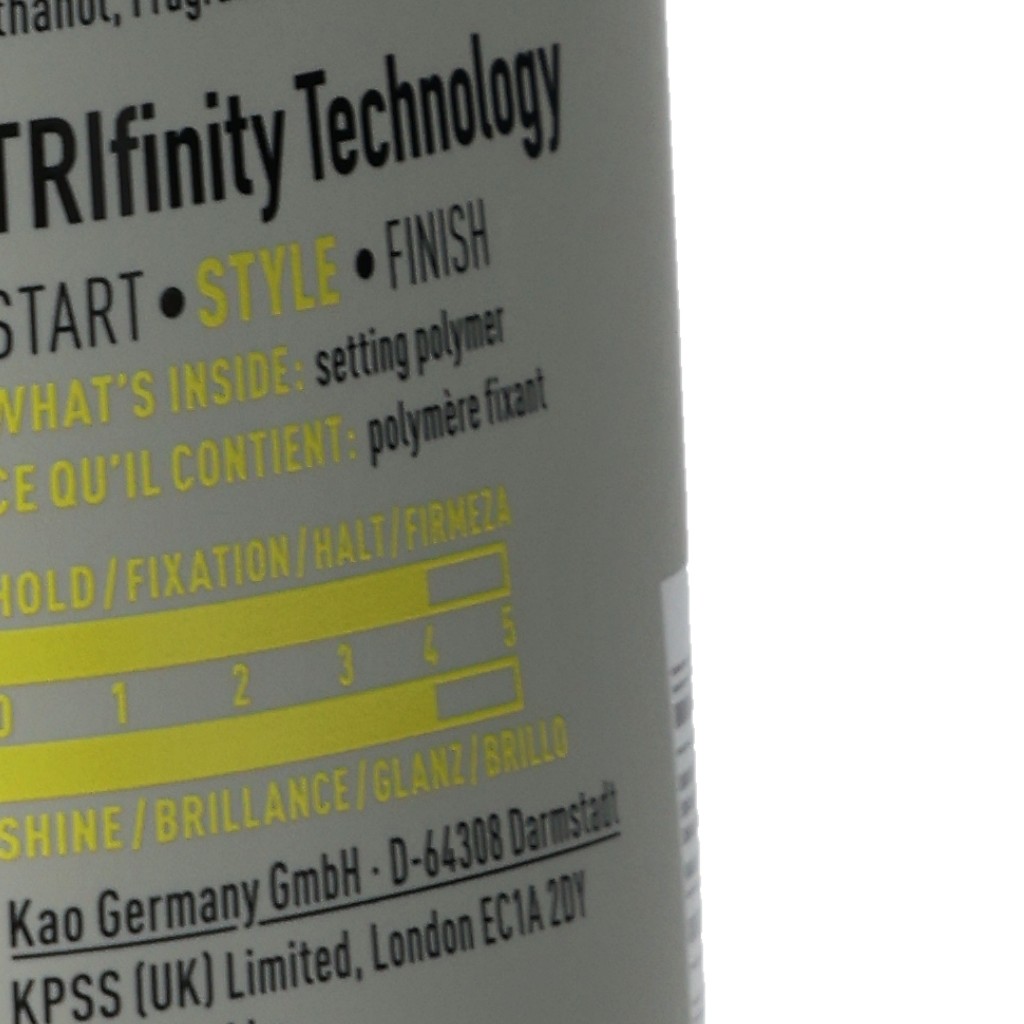 TRIfinity Technology
START • STYLE • FINISH
WHAT'S INSIDE: setting polymer
CE QU'IL CONTIENT: polymère fixant
HOLD/FIXATION/HALT/FIRMEZA
0 1 2 3 4 5
SHINE/BRILLANCE/GLANZ/BRILLO
Kao Germany GmbH · D-64308 Darmstadt
KPSS (UK) Limited, London EC1A 2DY